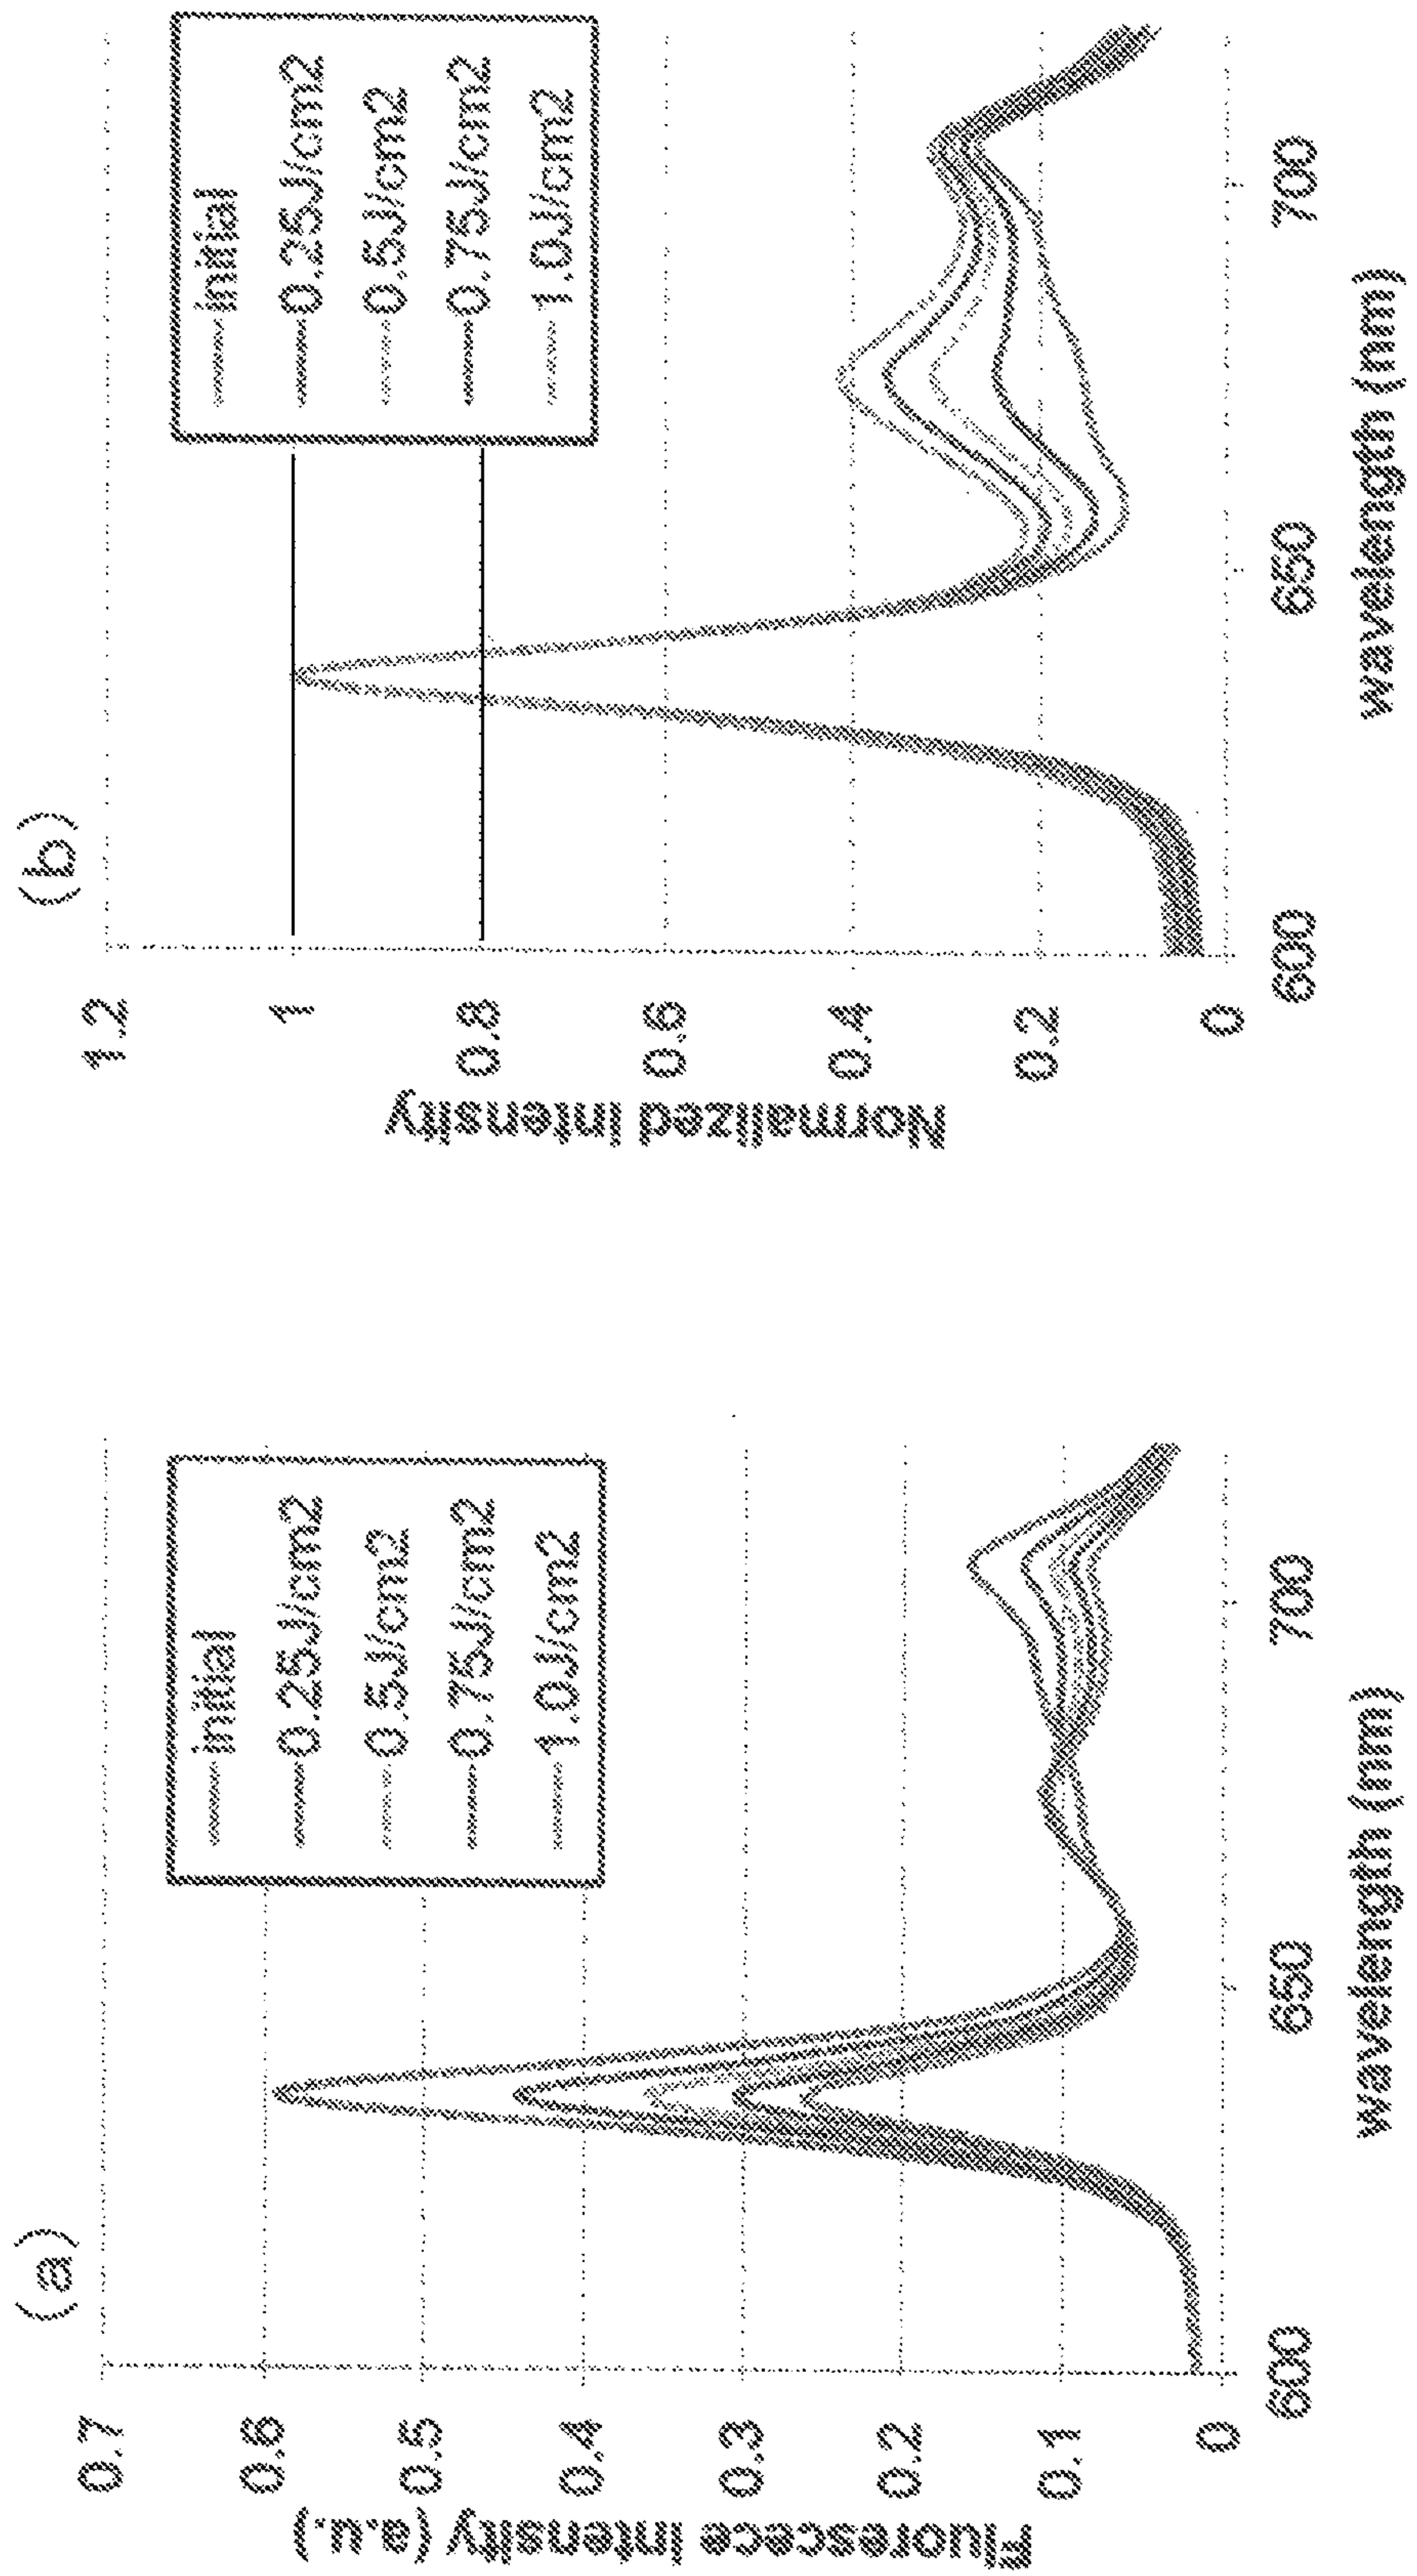 (a)
Fluorescece intensity (a.u.)
0.7
0.6
0.5
0.4
0.3
0.2
0.1
0
initial
0.25J/cm2
0.5J/cm2
0.75J/cm2
1.0J/cm2
600
650
700
wavelength (nm)
(b)
Normalized intensity
1.2
1
0.8
0.6
0.4
0.2
0
initial
0.25J/cm2
0.5J/cm2
0.75J/cm2
1.0J/cm2
600
650
700
wavelength (nm)